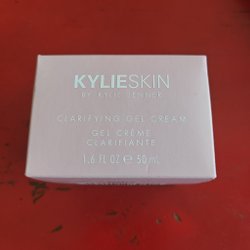 KYLIESKIN
BY KYLIE JENNER
CLARIFYING GEL CREAM
GEL CRÈME
CLARIFIANTE
1.6 fl OZ ℮ 50 mL